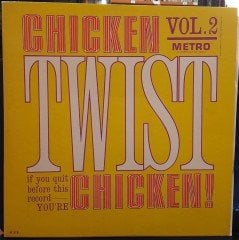 CHICKEN VOL.2
METRO
TWIST
if you quit
before this
record—
YOU'RE
CHICKEN!